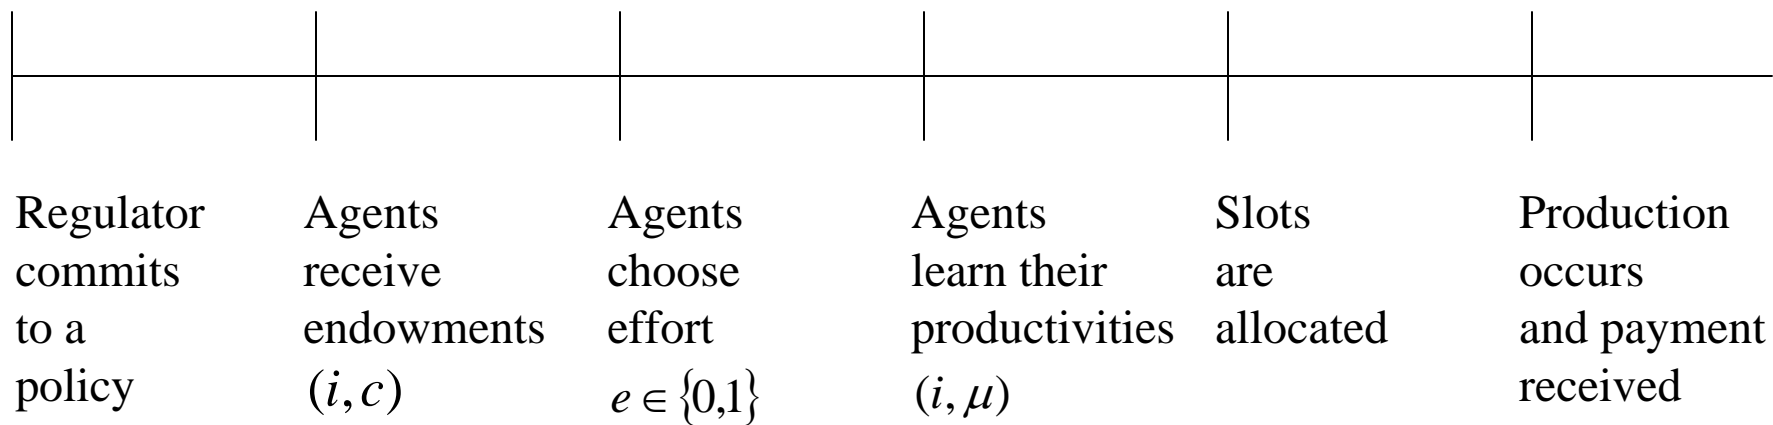 Regulator
commits
to a
policy
Agents
receive
endowments
(i,c)
Agents
choose
effort
e ∈ {0,1}
Agents
learn their
productivities
(i, μ)
Slots
are
allocated
Production
occurs
and payment
received